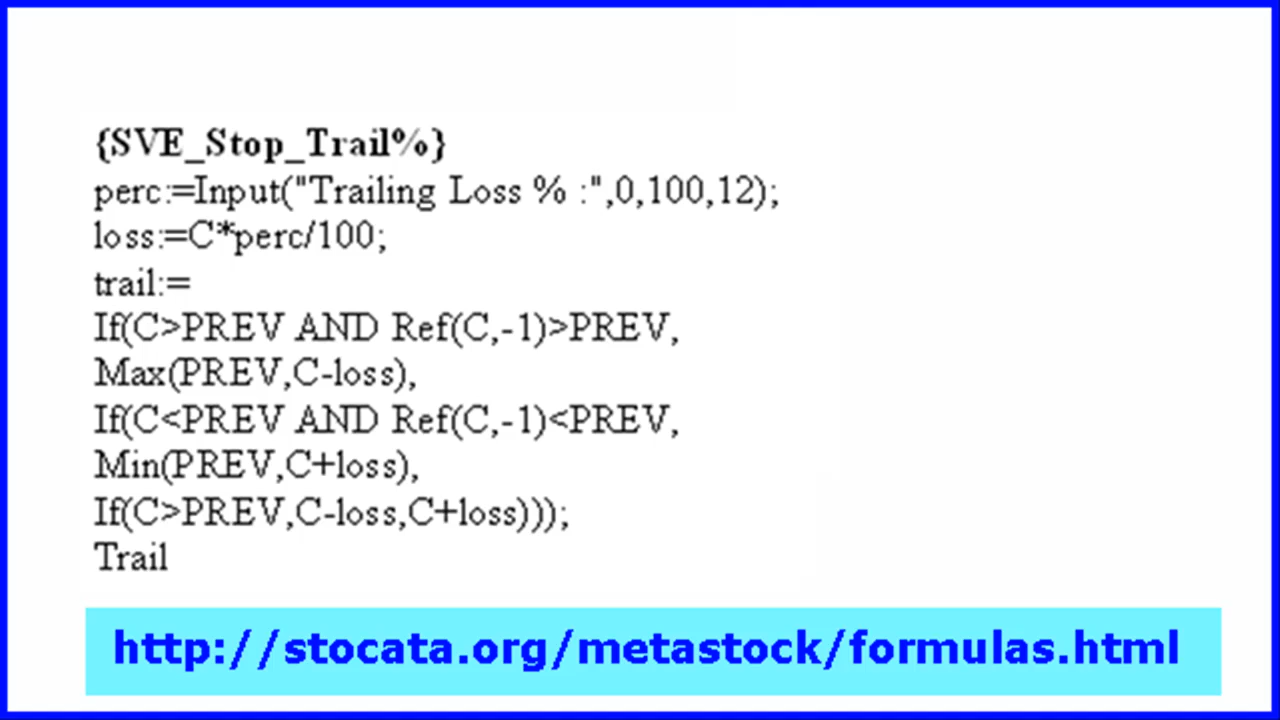 {SVE_Stop_Trail%}
perc:=Input("Trailing Loss % :",0,100,12);
loss:=C*perc/100;
trail:=
If(C>PREV AND Ref(C,-1)>PREV,
Max(PREV,C-loss),
If(C<PREV AND Ref(C,-1)<PREV,
Min(PREV,C+loss),
If(C>PREV,C-loss,C+loss)));
Trail
http://stocata.org/metastock/formulas.html